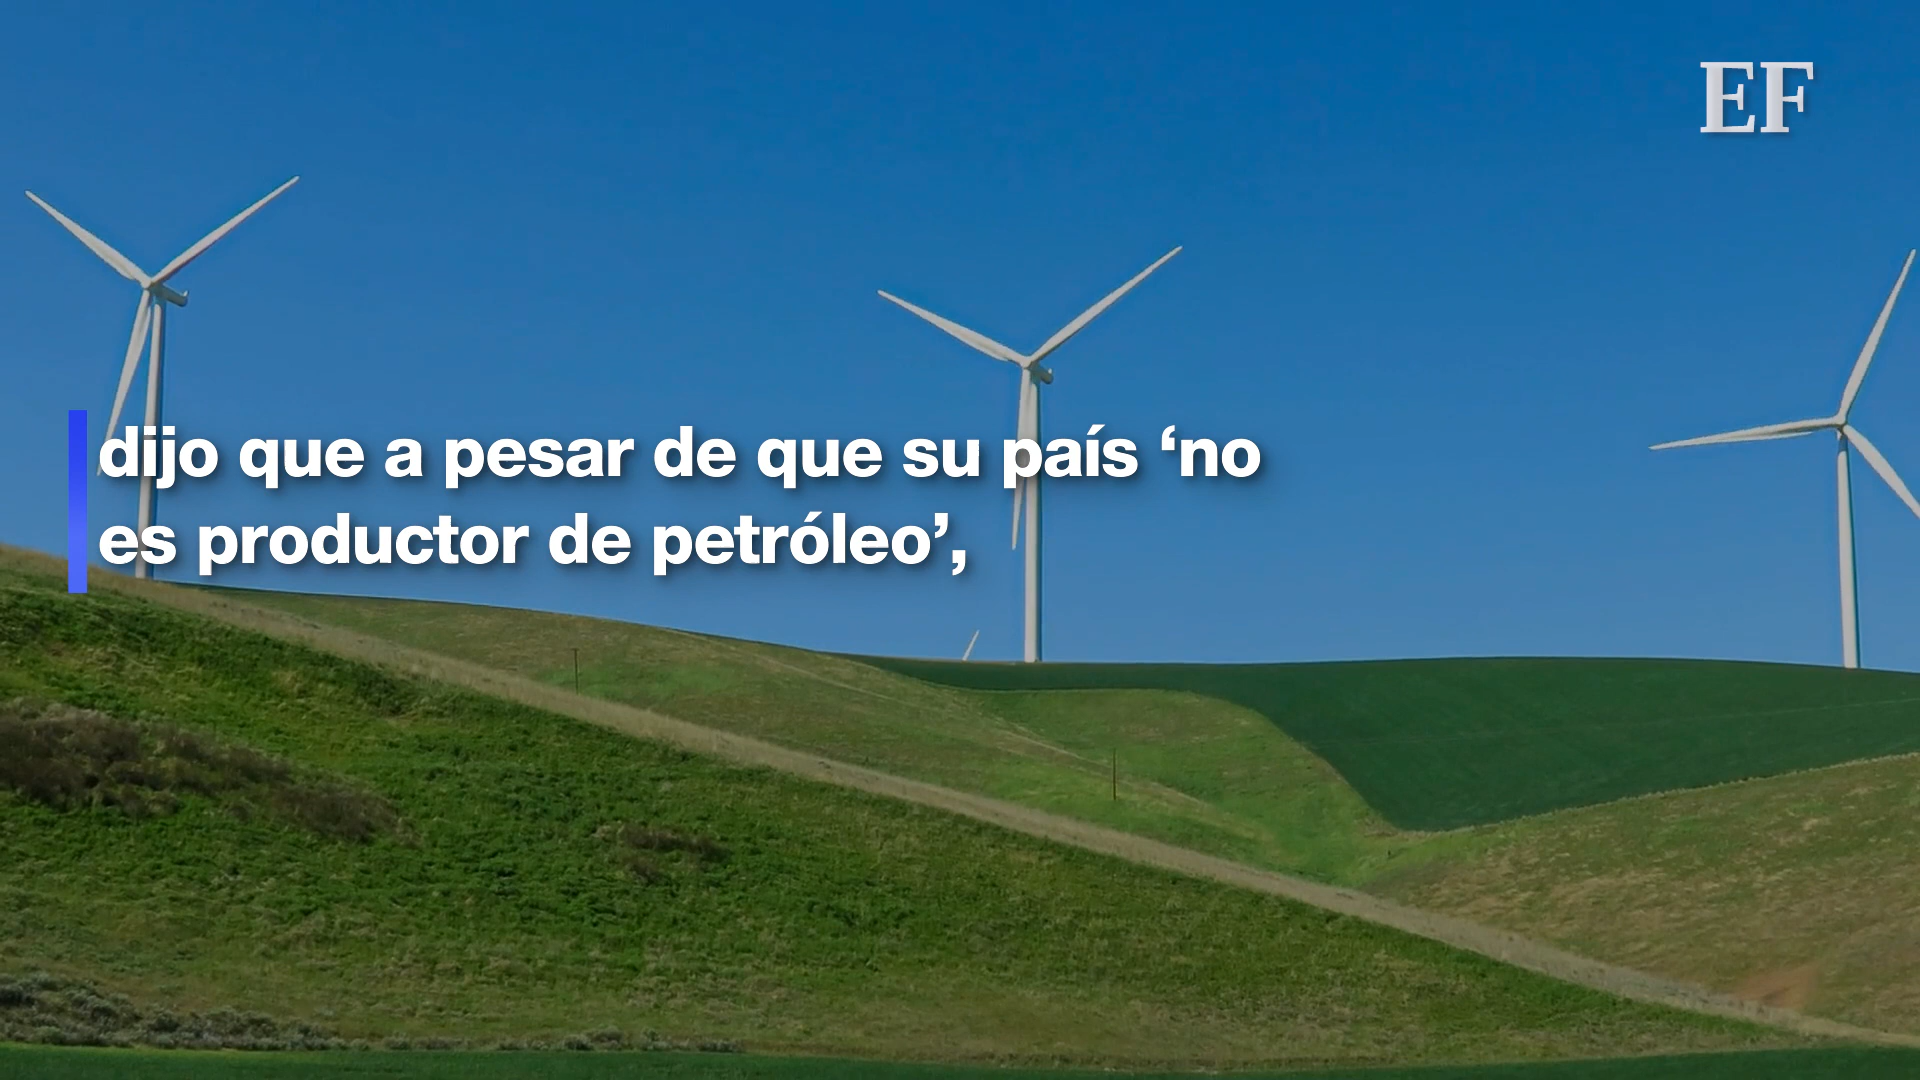 EF
dijo que a pesar de que su país ‘no
es productor de petróleo’,